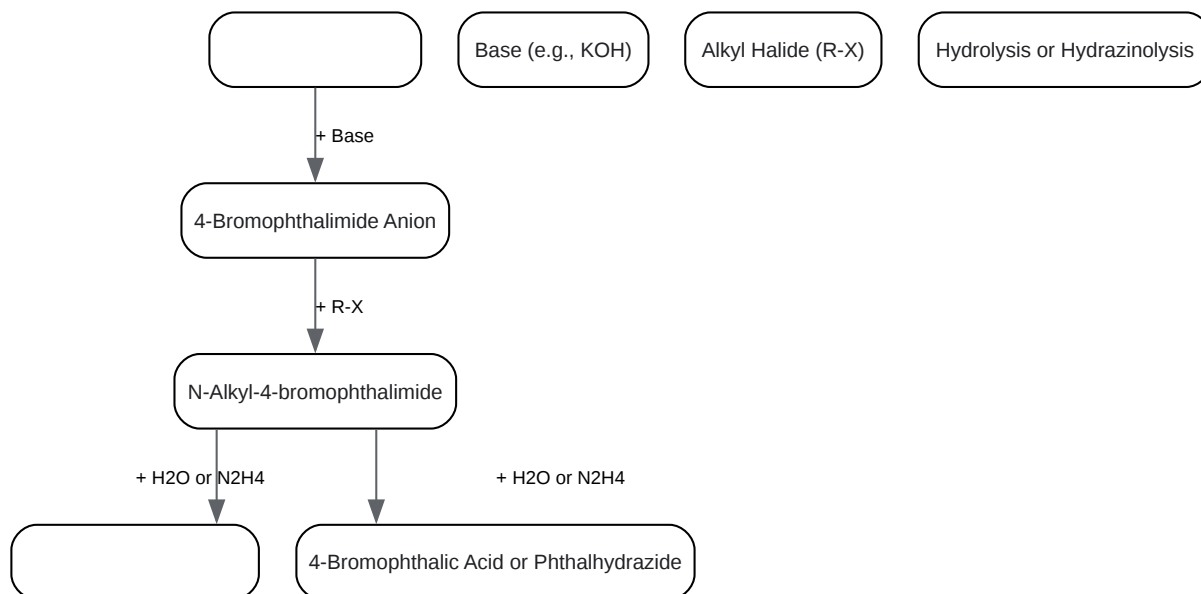 Base (e.g., KOH)
Alkyl Halide (R-X)
Hydrolysis or Hydrazinolysis
+ Base
4-Bromophthalimide Anion
+ R-X
N-Alkyl-4-bromophthalimide
+ H2O or N2H4
+ H2O or N2H4
4-Bromophthalic Acid or Phthalhydrazide